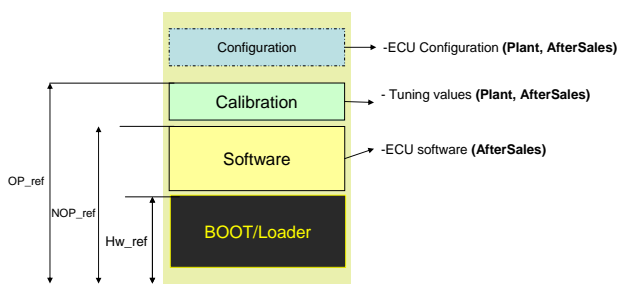 Configuration
-ECU Configuration (Plant, AfterSales)
Calibration
- Tuning values (Plant, AfterSales)
Software
-ECU software (AfterSales)
OP_ref
NOP_ref
Hw_ref
BOOT/Loader